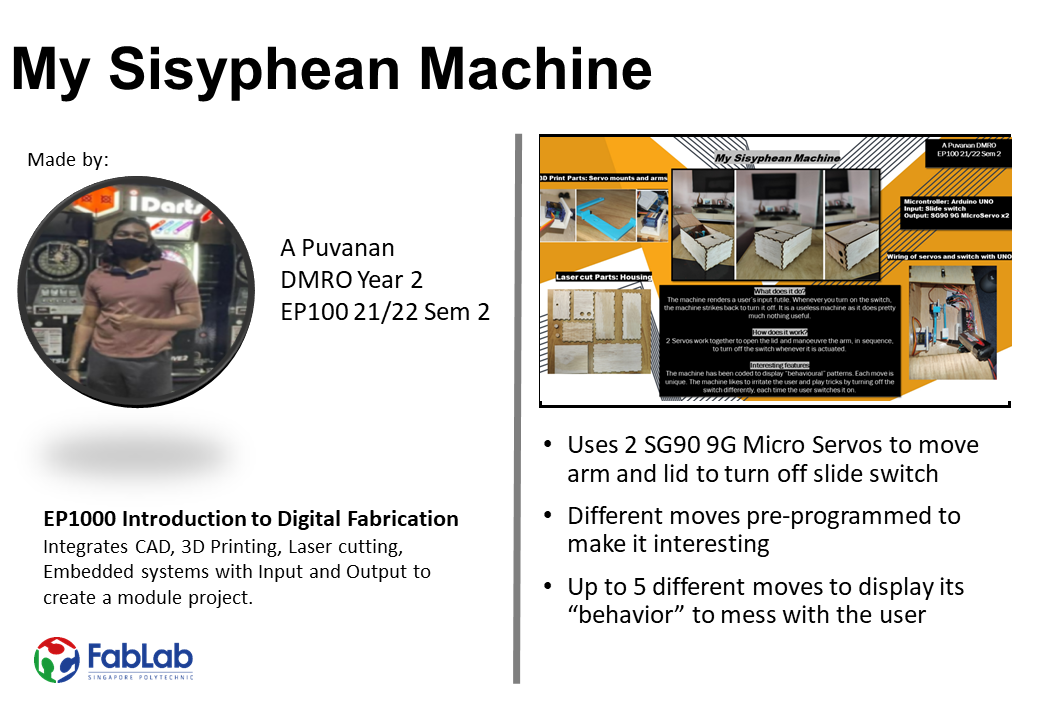 My Sisyphean Machine
Made by:
iDarts
A Puvanan
DMRO Year 2
EP100 21/22 Sem 2
EP1000 Introduction to Digital Fabrication
Integrates CAD, 3D Printing, Laser cutting,
Embedded systems with Input and Output to
create a module project.
FabLab
SINGAPORE POLYTECHNIC
My Sisyphean Machine
A Puvanan DMRO
EP100 21/22 Sem 2
3D Print Parts: Servo mounts and arms
Microntroller: Arduino UNO
Input: Slide switch
Output: SG90 9G MicroServo x2
Wiring of servos and switch with UNO
Laser cut Parts: Housing
What does it do?
The machine renders a user's input futile. Whenever you turn on the switch,
the machine strikes back to turn it off. It is a useless machine as it does pretty
much nothing useful.
How does it work?
2 Servos work together to open the lid and manoeuvre the arm, in sequence,
to turn off the switch whenever it is actuated.
Interesting features
The machine has been coded to display "behavioural" patterns. Each move is
unique. The machine likes to irritate the user and play tricks by turning off the
switch differently, each time the user switches it on.
• Uses 2 SG90 9G Micro Servos to move
arm and lid to turn off slide switch
• Different moves pre-programmed to
make it interesting
• Up to 5 different moves to display its
“behavior” to mess with the user